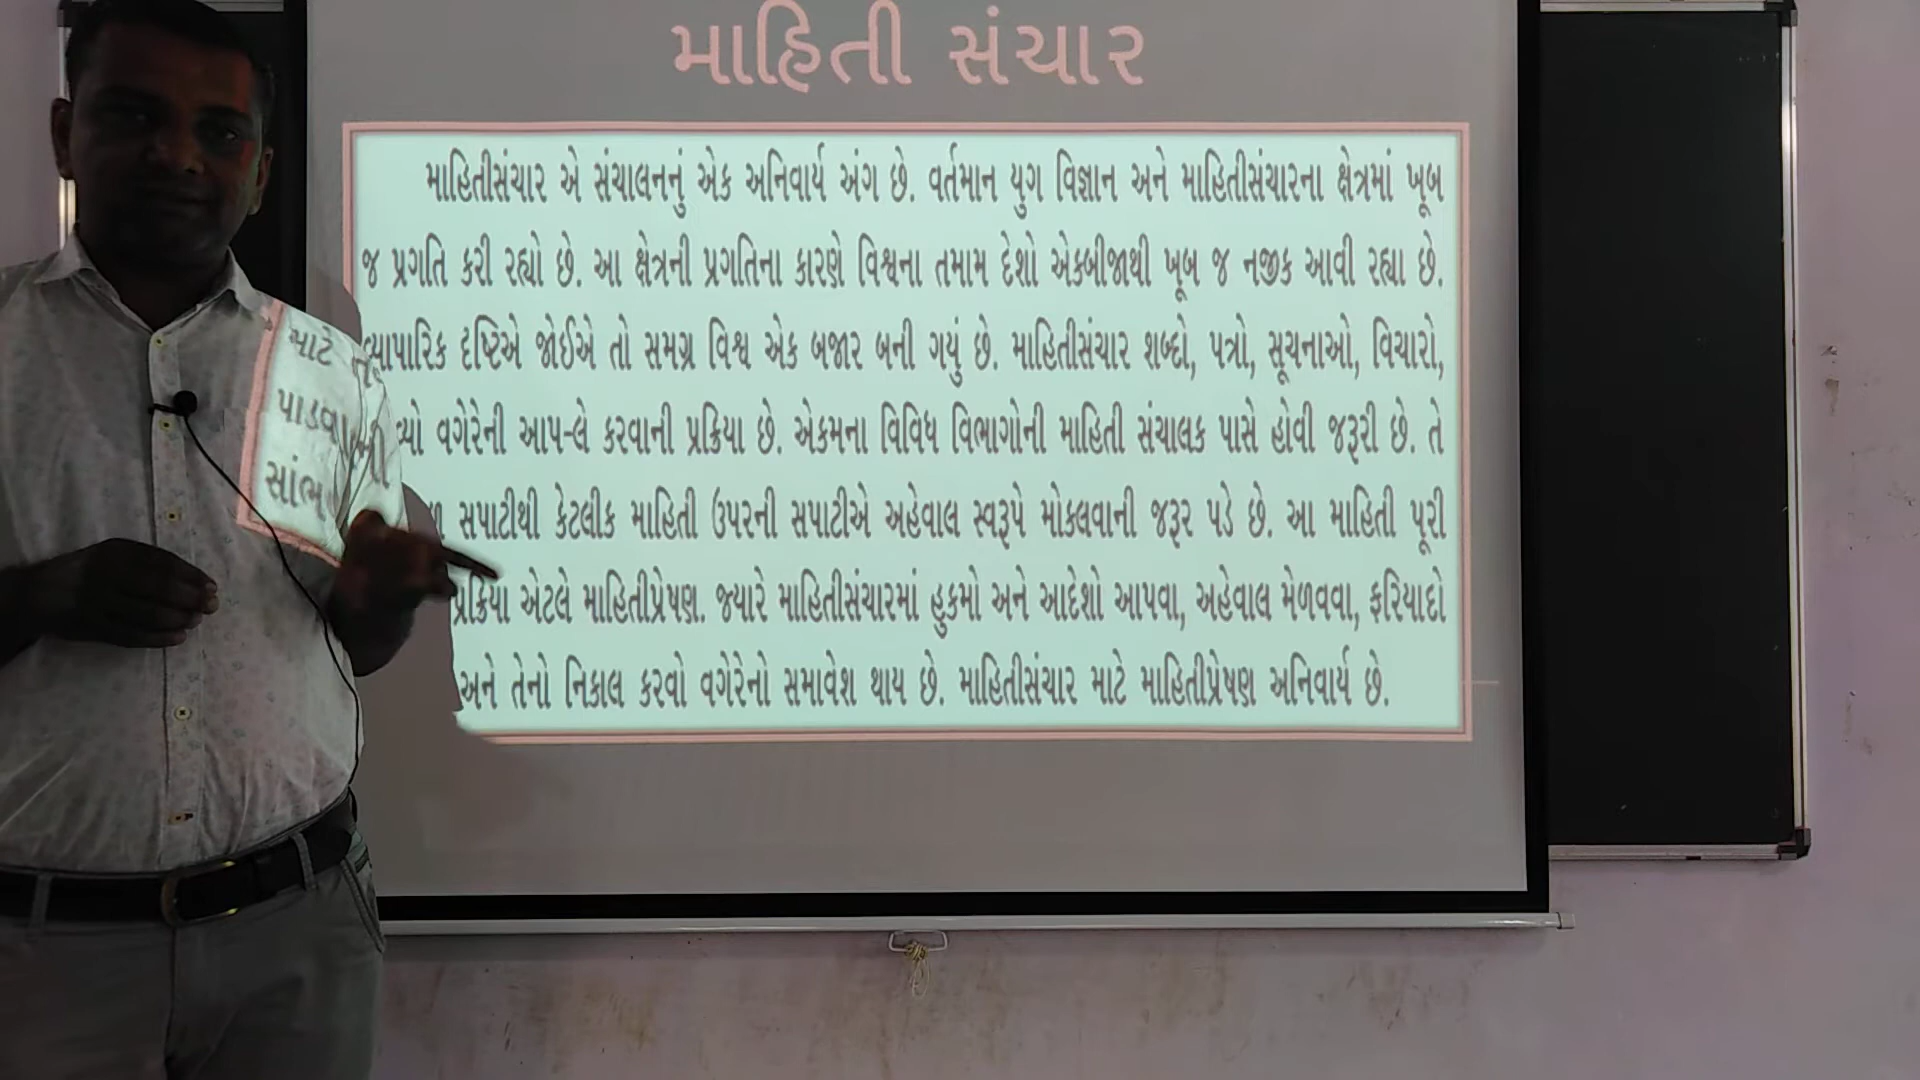 માહિતી સંચાર
માહિતીસંચાર એ સંચાલનનું એક અનિવાર્ય અંગ છે. વર્તમાન યુગ વિજ્ઞાન અને માહિતીસંચારના ક્ષેત્રમાં ખૂબ
જ પ્રગતિ કરી રહ્યો છે. આ ક્ષેત્રની પ્રગતિના કારણે વિશ્વના તમામ દેશો એકબીજાથી ખૂબ જ નજીક આવી રહ્યા છે.
વ્યાપારિક દૃષ્ટિએ જોઈએ તો સમગ્ર વિશ્વ એક બજાર બની ગયું છે. માહિતીસંચાર શબ્દો, પત્રો, સૂચનાઓ, વિચારો,
વગેરેની આપ-લે કરવાની પ્રક્રિયા છે. એકમના વિવિધ વિભાગોની માહિતી સંચાલક પાસે હોવી જરૂરી છે. તે
માટે સપાટીથી કેટલીક માહિતી ઉપરની સપાટીએ અહેવાલ સ્વરૂપે મોકલવાની જરૂર પડે છે. આ માહિતી પૂરી
પાડવાની પ્રક્રિયા એટલે માહિતીપ્રેષણ. જ્યારે માહિતીસંચારમાં હુકમો અને આદેશો આપવા, અહેવાલ મેળવવા, ફરિયાદો
અને તેનો નિકાલ કરવો વગેરેનો સમાવેશ થાય છે. માહિતીસંચાર માટે માહિતીપ્રેષણ અનિવાર્ય છે.